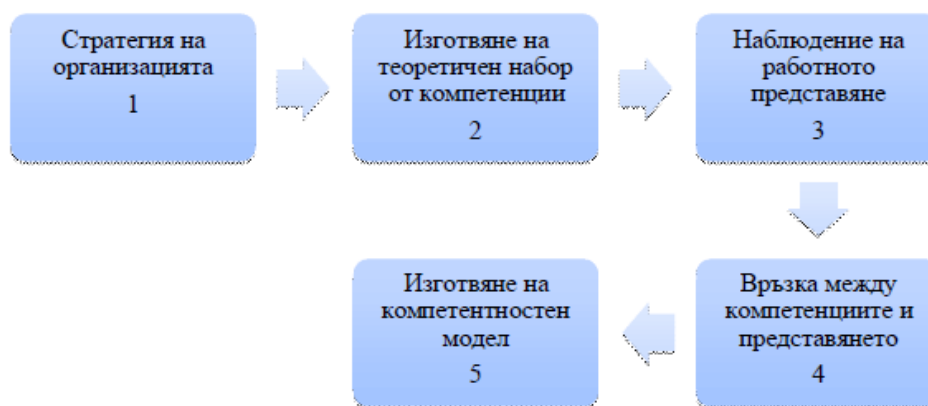 Стратегия на
организацията
1
Изготвяне на
теоретичен набор
от компетенции
2
Наблюдение на
работното
представяне
3
Връзка между
компетенциите и
представянето
4
Изготвяне на
компетентностен
модел
5